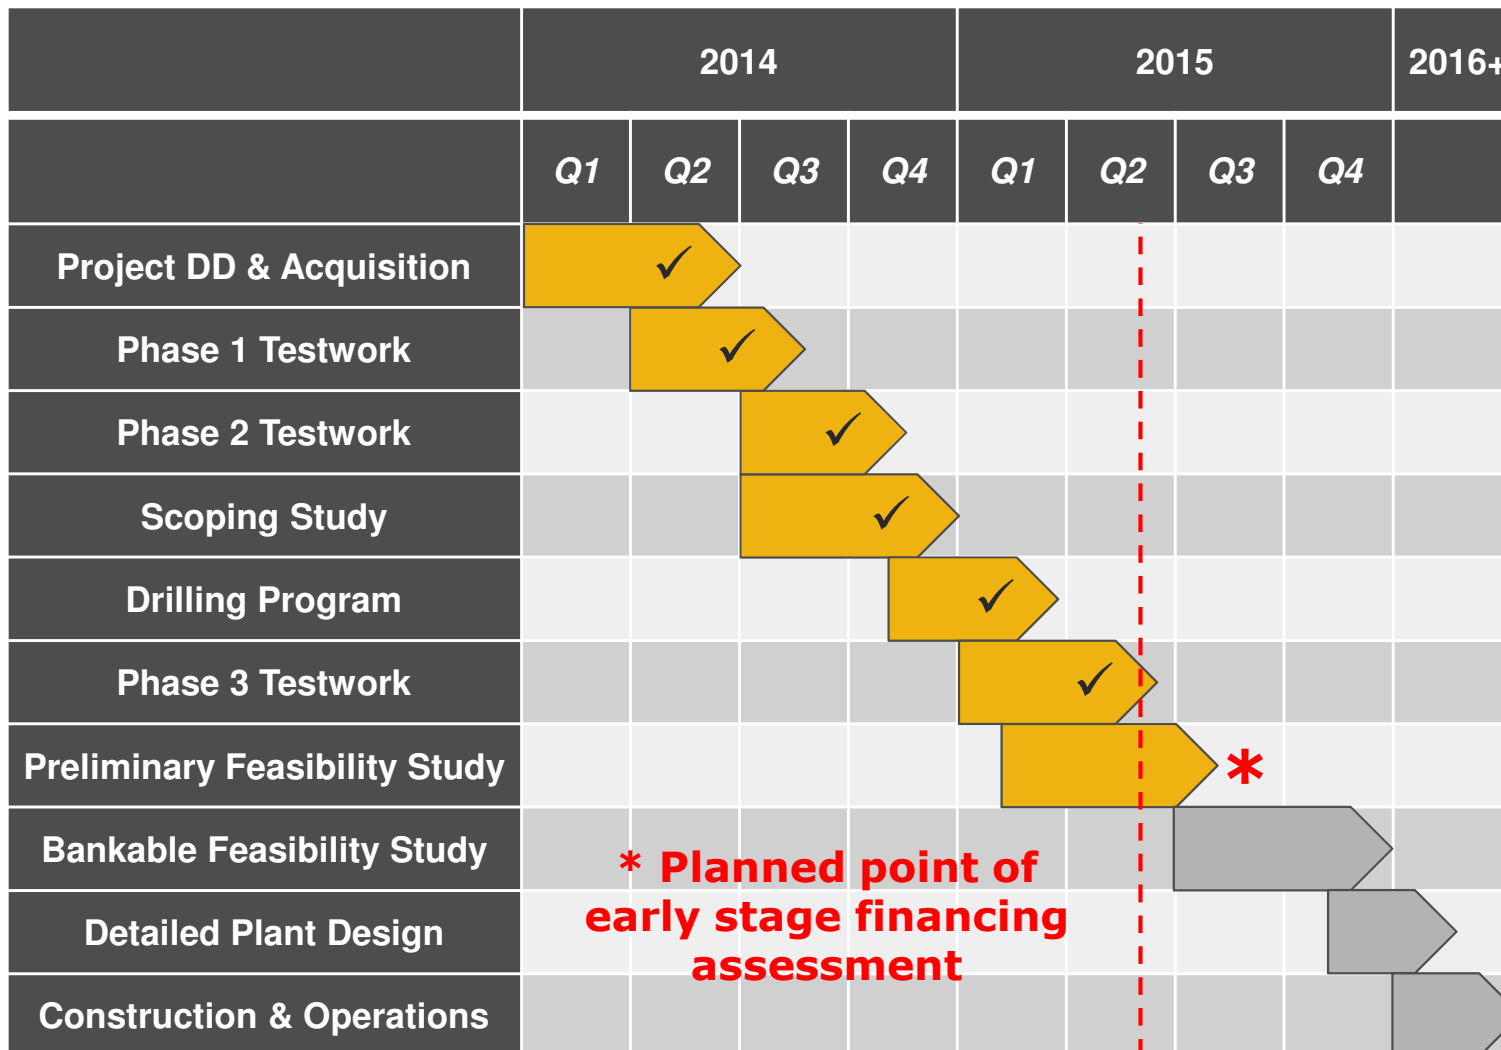 2014 2015 2016+
Q1 Q2 Q3 Q4 Q1 Q2 Q3 Q4
Project DD & Acquisition ✓
Phase 1 Testwork ✓
Phase 2 Testwork ✓
Scoping Study ✓
Drilling Program ✓
Phase 3 Testwork ✓
Preliminary Feasibility Study *
Bankable Feasibility Study
Detailed Plant Design
Construction & Operations
* Planned point of
early stage financing
assessment